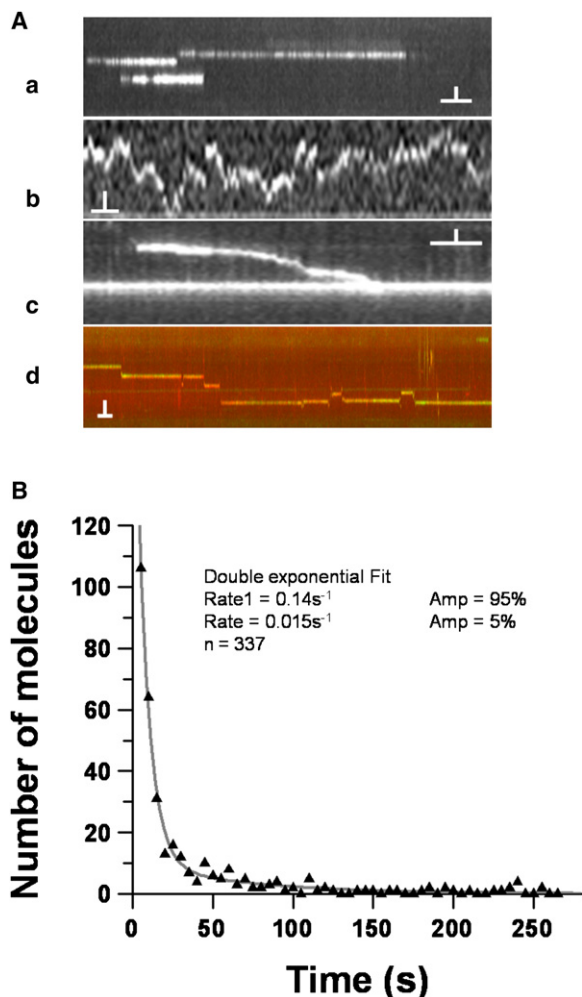 A
a
b
c
d
B
Number of molecules
120
100
80
60
40
20
0
Double exponential Fit
Rate1 = 0.14s⁻¹ Amp = 95%
Rate = 0.015s⁻¹ Amp = 5%
n = 337
0 50 100 150 200 250
Time (s)